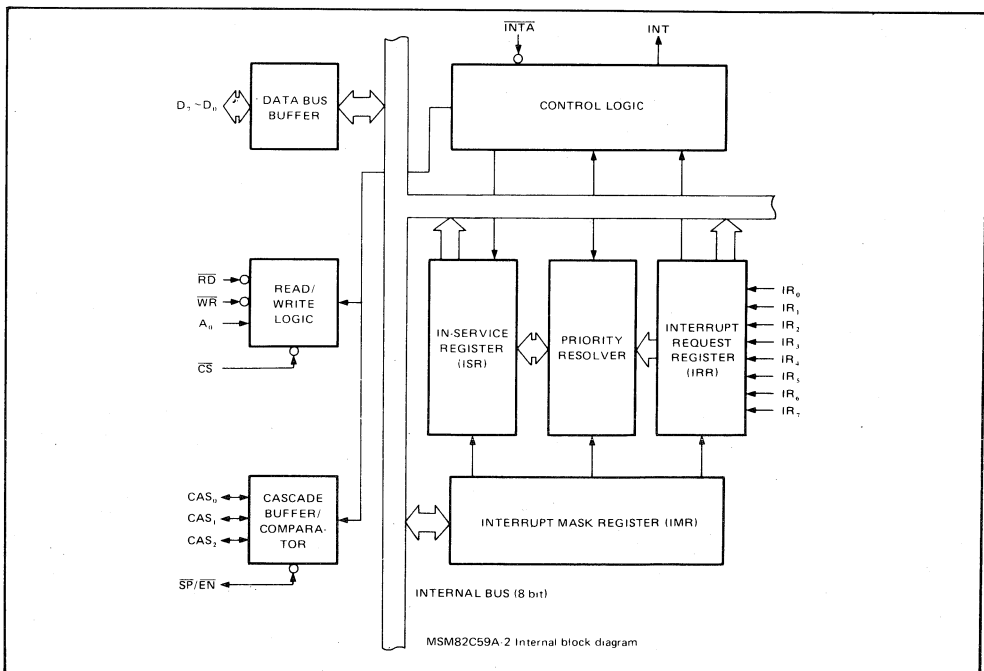 INTA
INT
D7 ~D0
DATA BUS
BUFFER
CONTROL LOGIC
RD
WR
A0
CS
READ/
WRITE
LOGIC
IN-SERVICE
REGISTER
(ISR)
PRIORITY
RESOLVER
INTERRUPT
REQUEST
REGISTER
(IRR)
IR0
IR1
IR2
IR3
IR4
IR5
IR6
IR7
CAS0
CAS1
CAS2
SP/EN
CASCADE
BUFFER/
COMPARA-
TOR
INTERRUPT MASK REGISTER (IMR)
INTERNAL BUS (8 bit)
MSM82C59A-2 Internal block diagram